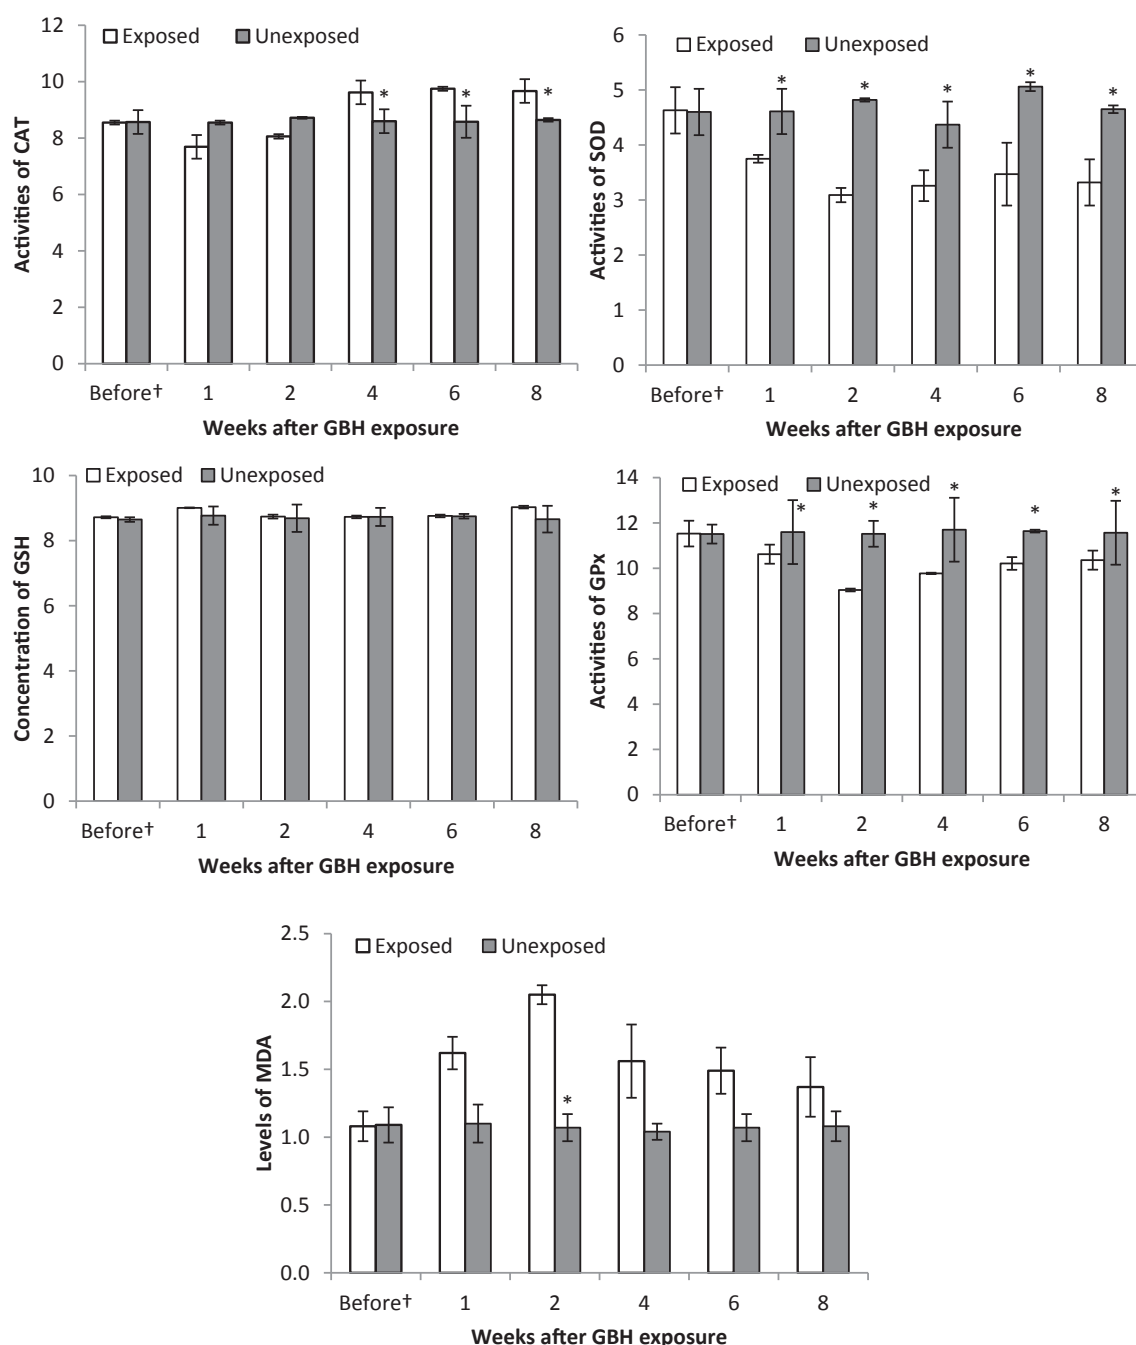 Exposed Unexposed
Activities of CAT
12
10
8
6
4
2
0
* * *
Before† 1 2 4 6 8
Weeks after GBH exposure
Exposed Unexposed
Activities of SOD
6
5
4
3
2
1
0
* * * * *
Before† 1 2 4 6 8
Weeks after GBH exposure
Exposed Unexposed
Concentration of GSH
10
8
6
4
2
0
Before† 1 2 4 6 8
Weeks after GBH exposure
Exposed Unexposed
Activities of GPx
14
12
10
8
6
4
2
0
* * * * *
Before† 1 2 4 6 8
Weeks after GBH exposure
Exposed Unexposed
Levels of MDA
2.5
2.0
1.5
1.0
0.5
0.0
*
Before† 1 2 4 6 8
Weeks after GBH exposure